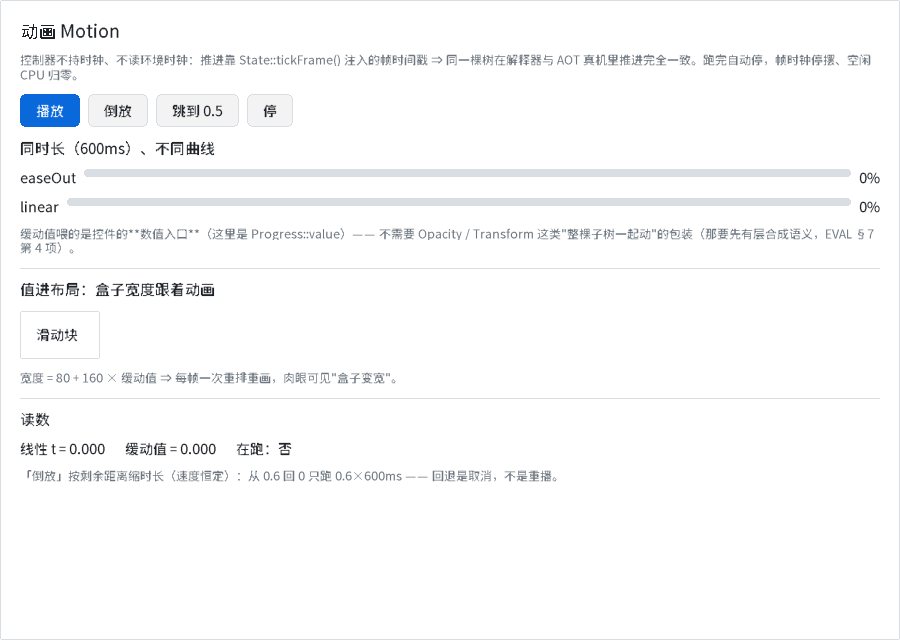 动画 Motion
控制器不持时钟、不读环境时钟：推进靠 State::tickFrame() 注入的帧时间戳 ⇒ 同一棵树在解释器与 AOT 真机里推进完全一致。跑完自动停，帧时钟停摆、空闲
CPU 归零。
播放 倒放 跳到 0.5 停
同时长（600ms）、不同曲线
easeOut 0%
linear 0%
缓动值喂的是控件的**数值入口**（这里是 Progress::value）—— 不需要 Opacity / Transform 这类"整棵子树一起动"的包装（那要先有层合成语义，EVAL §7
第 4 项）。
值进布局：盒子宽度跟着动画
滑动块
宽度 = 80 + 160 × 缓动值 ⇒ 每帧一次重排重画，肉眼可见"盒子变宽"。
读数
线性 t = 0.000 缓动值 = 0.000 在跑：否
「倒放」按剩余距离缩时长（速度恒定）：从 0.6 回 0 只跑 0.6×600ms —— 回退是取消，不是重播。